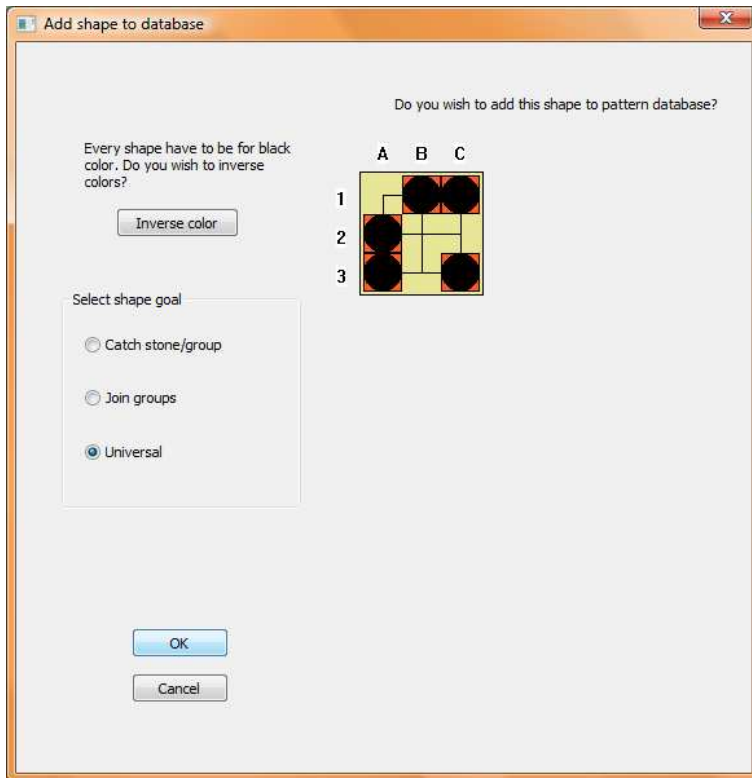 Add shape to database
Do you wish to add this shape to pattern database?
Every shape have to be for black
color. Do you wish to inverse
colors?
Inverse color
A B C
1
2
3
Select shape goal
Catch stone/group
Join groups
Universal
OK
Cancel